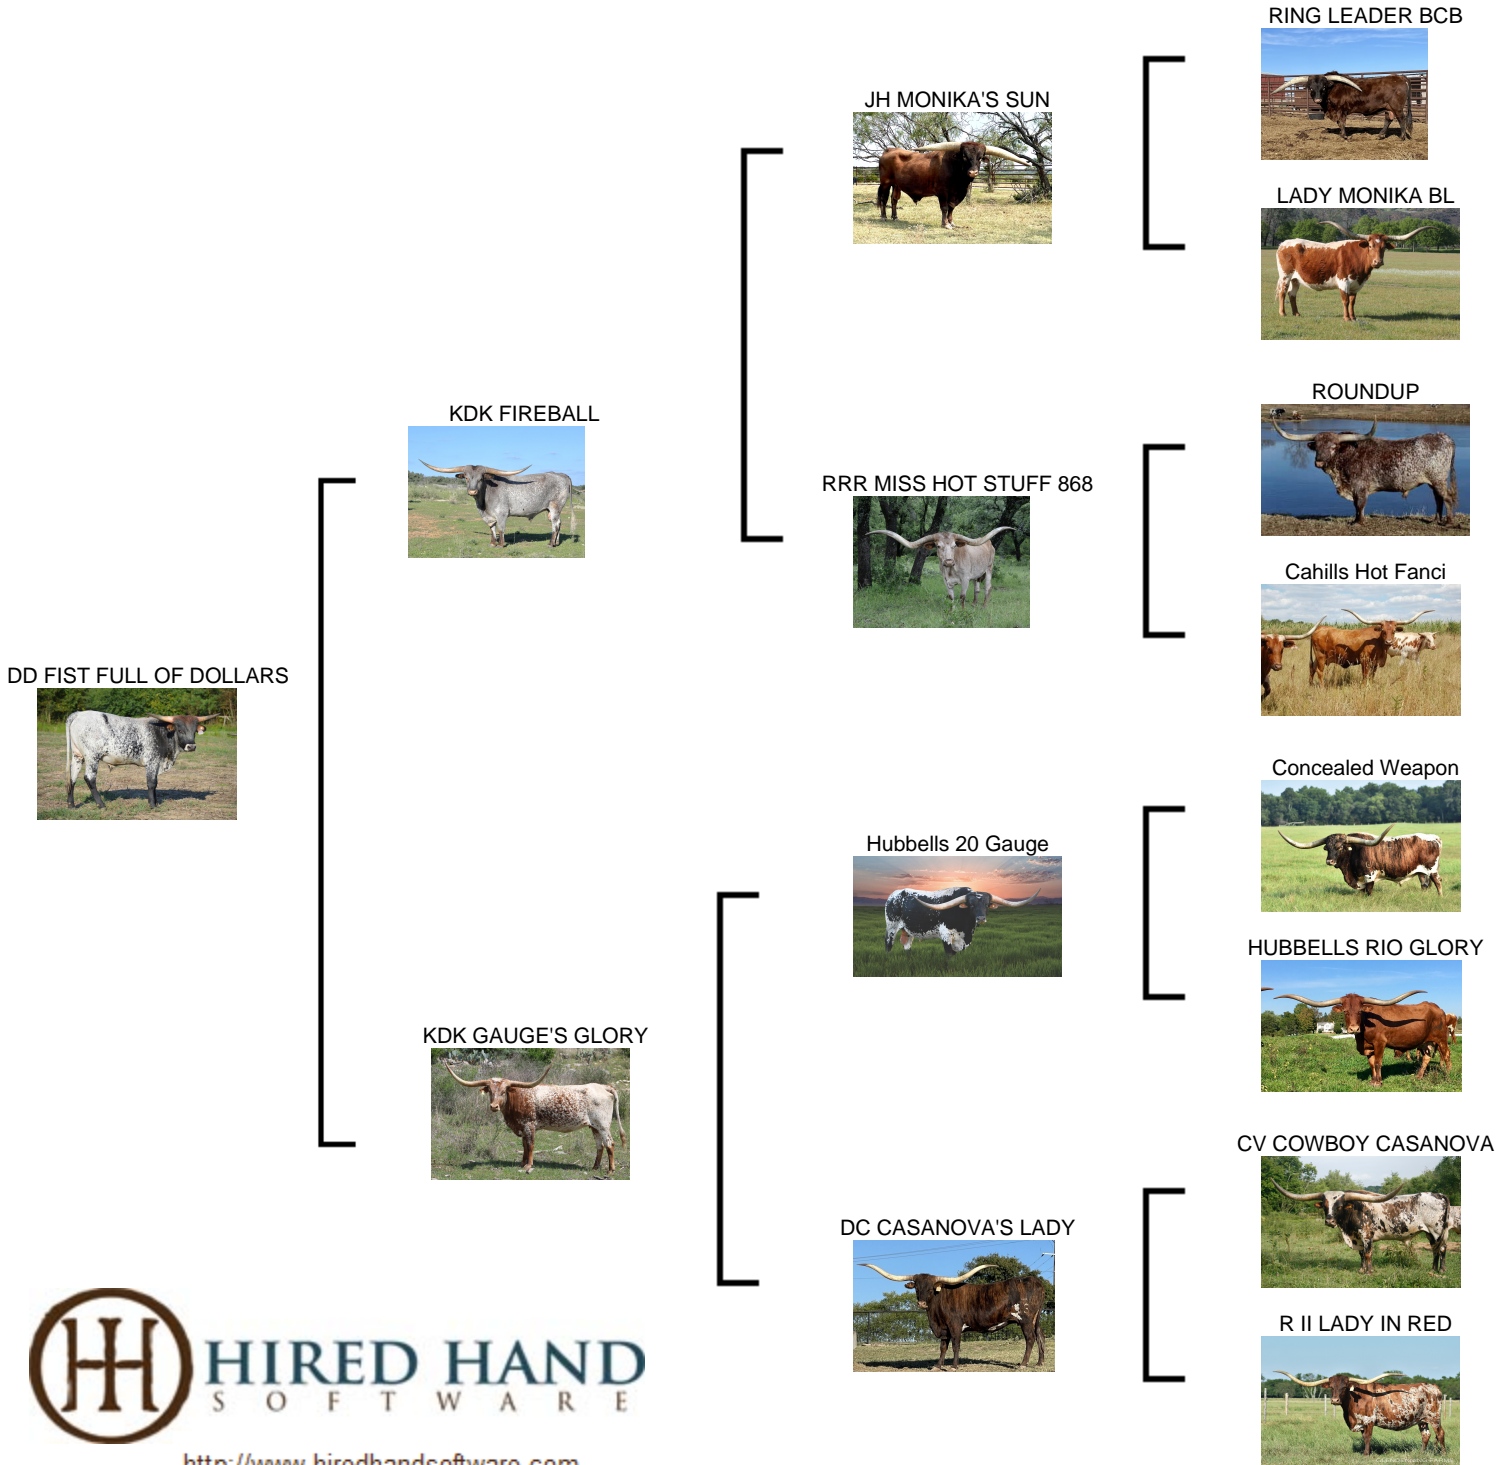 RING LEADER BCB
JH MONIKA'S SUN
LADY MONIKA BL
ROUNDUP
KDK FIREBALL
RRR MISS HOT STUFF 868
Cahills Hot Fanci
DD FIST FULL OF DOLLARS
Concealed Weapon
Hubbells 20 Gauge
HUBBELLS RIO GLORY
KDK GAUGE'S GLORY
CV COWBOY CASANOVA
DC CASANOVA'S LADY
R II LADY IN RED
HIRED HAND
SOFTWARE
http://www.hiredhandsoftware.com